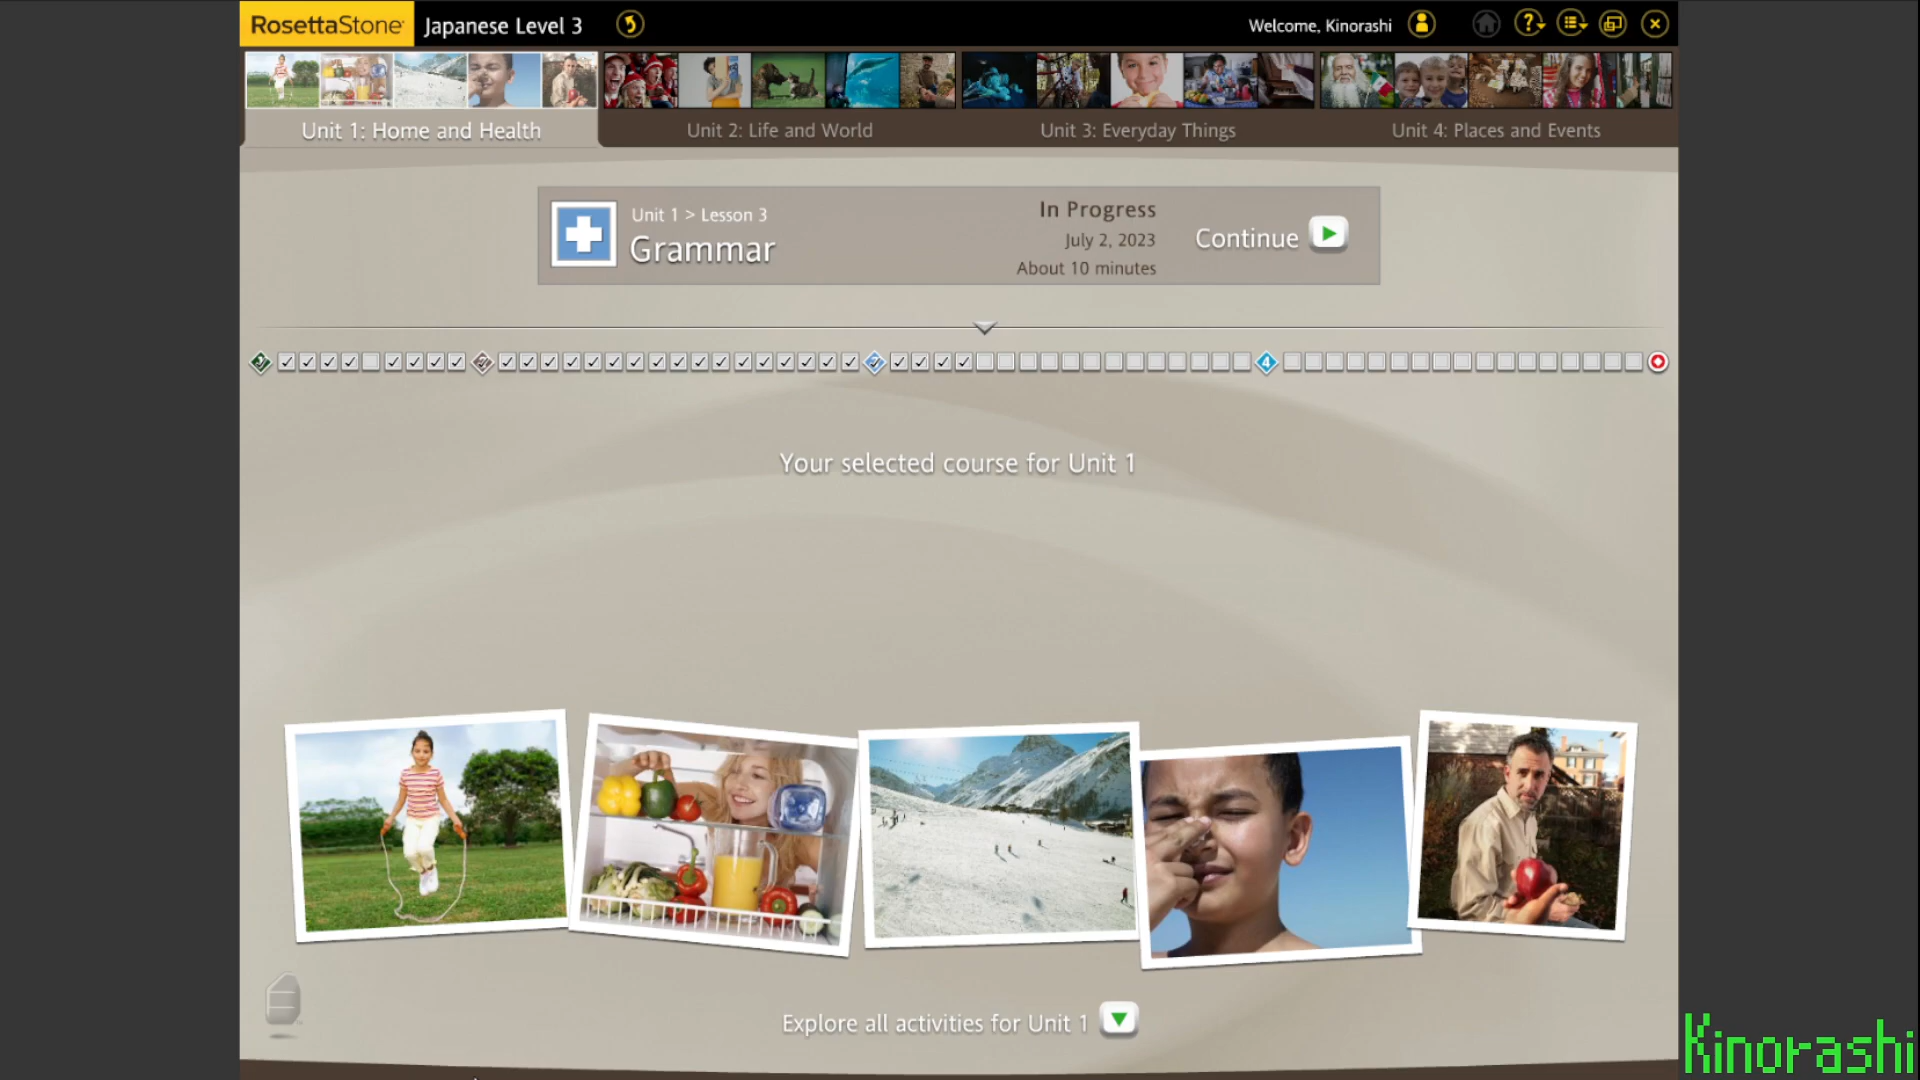 RosettaStone
Japanese Level 3
Welcome, Kinorashi
Unit 1: Home and Health
Unit 2: Life and World
Unit 3: Everyday Things
Unit 4: Places and Events
Unit 1 > Lesson 3
Grammar
In Progress
July 2, 2023
About 10 minutes
Continue
4
Your selected course for Unit 1
Explore all activities for Unit 1
Kinorashi